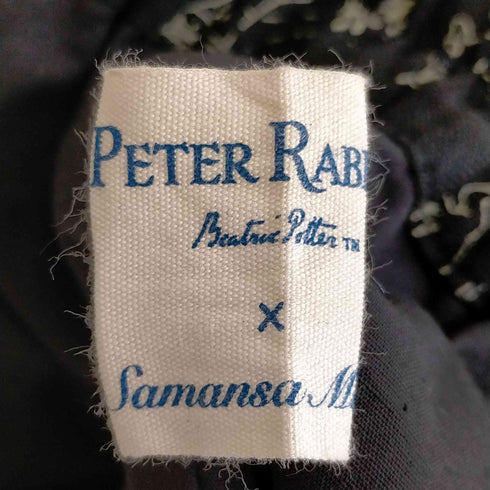 PETER RAB
Beatrix Potter TM
X
Samansa M